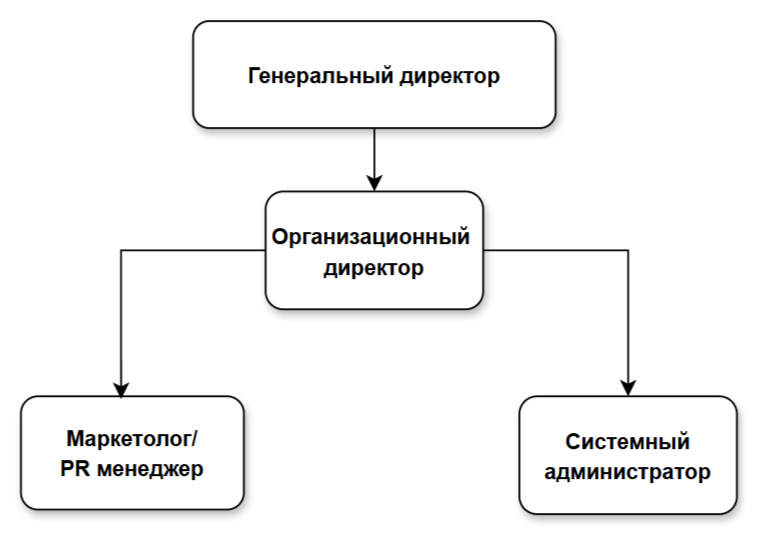 Генеральный директор
Организационный
директор
Маркетолог/
PR менеджер
Системный
администратор